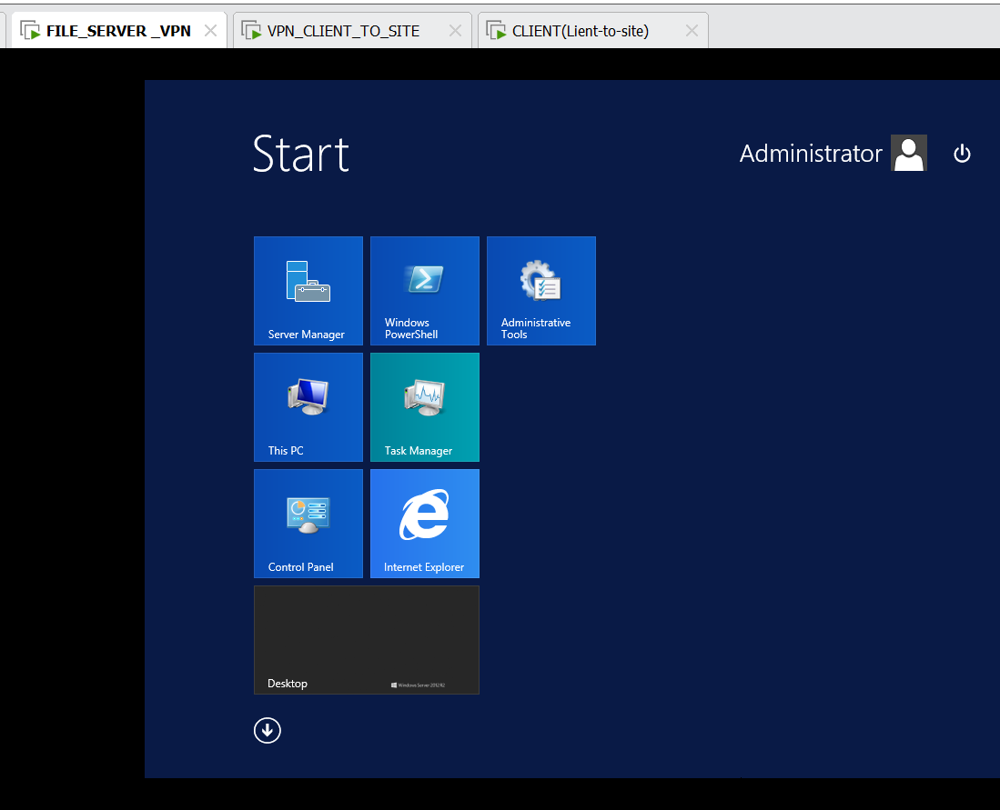 FILE_SERVER _VPN
VPN_CLIENT_TO_SITE
CLIENT(Lient-to-site)
Start
Administrator
Server Manager
Windows
PowerShell
Administrative
Tools
This PC
Task Manager
Control Panel
Internet Explorer
Desktop
Windows Server 2012 R2